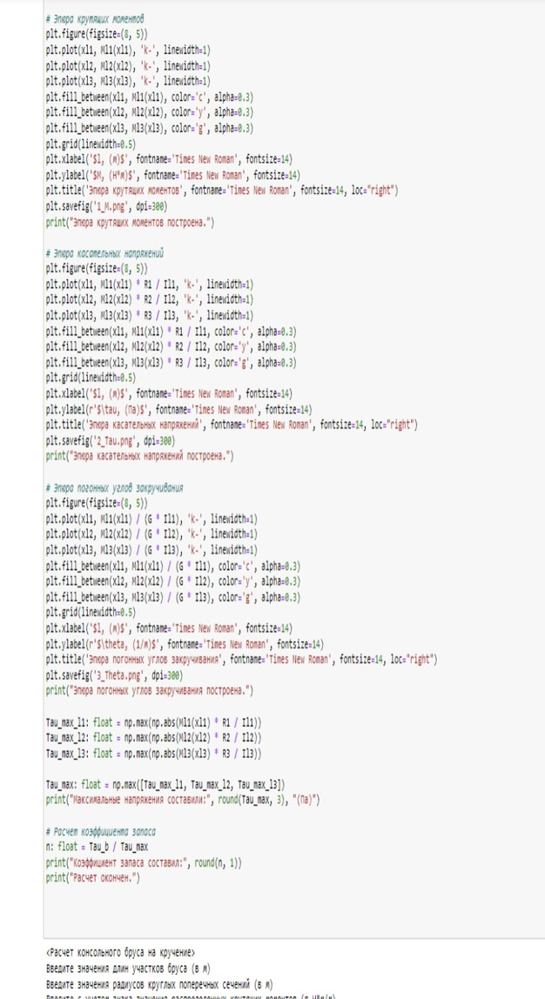 # Эпюра крутящих моментов
plt.figure(figsize=(8, 5))
plt.plot(xl1, Ml1(xl1), 'k-', linewidth=1)
plt.plot(xl2, Ml2(xl2), 'k-', linewidth=1)
plt.plot(xl3, Ml3(xl3), 'k-', linewidth=1)
plt.fill_between(xl1, Ml1(xl1), color='c', alpha=0.3)
plt.fill_between(xl2, Ml2(xl2), color='y', alpha=0.3)
plt.fill_between(xl3, Ml3(xl3), color='g', alpha=0.3)
plt.grid(linewidth=0.5)
plt.xlabel('$l, (м)$', fontname='Times New Roman', fontsize=14)
plt.ylabel('$M, (Н*м)$', fontname='Times New Roman', fontsize=14)
plt.title('Эпюра крутящих моментов', fontname='Times New Roman', fontsize=14, loc="right")
plt.savefig('1_M.png', dpi=300)
print("Эпюра крутящих моментов построена.")
# Эпюра касательных напряжений
plt.figure(figsize=(8, 5))
plt.plot(xl1, Ml1(xl1) * R1 / Il1, 'k-', linewidth=1)
plt.plot(xl2, Ml2(xl2) * R2 / Il2, 'k-', linewidth=1)
plt.plot(xl3, Ml3(xl3) * R3 / Il3, 'k-', linewidth=1)
plt.fill_between(xl1, Ml1(xl1) * R1 / Il1, color='c', alpha=0.3)
plt.fill_between(xl2, Ml2(xl2) * R2 / Il2, color='y', alpha=0.3)
plt.fill_between(xl3, Ml3(xl3) * R3 / Il3, color='g', alpha=0.3)
plt.grid(linewidth=0.5)
plt.xlabel('$l, (м)$', fontname='Times New Roman', fontsize=14)
plt.ylabel(r'$\tau, (Па)$', fontname='Times New Roman', fontsize=14)
plt.title('Эпюра касательных напряжений', fontname='Times New Roman', fontsize=14, loc="right")
plt.savefig('2_Tau.png', dpi=300)
print("Эпюра касательных напряжений построена.")
# Эпюра погонных углов закручивания
plt.figure(figsize=(8, 5))
plt.plot(xl1, Ml1(xl1) / (G * Il1), 'k-', linewidth=1)
plt.plot(xl2, Ml2(xl2) / (G * Il2), 'k-', linewidth=1)
plt.plot(xl3, Ml3(xl3) / (G * Il3), 'k-', linewidth=1)
plt.fill_between(xl1, Ml1(xl1) / (G * Il1), color='c', alpha=0.3)
plt.fill_between(xl2, Ml2(xl2) / (G * Il2), color='y', alpha=0.3)
plt.fill_between(xl3, Ml3(xl3) / (G * Il3), color='g', alpha=0.3)
plt.grid(linewidth=0.5)
plt.xlabel('$l, (м)$', fontname='Times New Roman', fontsize=14)
plt.ylabel(r'$\theta, (1/м)$', fontname='Times New Roman', fontsize=14)
plt.title('Эпюра погонных углов закручивания', fontname='Times New Roman', fontsize=14, loc="right")
plt.savefig('3_Theta.png', dpi=300)
print("Эпюра погонных углов закручивания построена.")
Tau_max_l1: float = np.max(np.abs(Ml1(xl1) * R1 / Il1))
Tau_max_l2: float = np.max(np.abs(Ml2(xl2) * R2 / Il2))
Tau_max_l3: float = np.max(np.abs(Ml3(xl3) * R3 / Il3))
Tau_max: float = np.max([Tau_max_l1, Tau_max_l2, Tau_max_l3])
print("Максимальные напряжения составили:", round(Tau_max, 3), "(Па)")
# Расчет коэффициента запаса
n: float = Tau_b / Tau_max
print("Коэффициент запаса составил:", round(n, 1))
print("Расчет окончен.")
<Расчет консольного бруса на кручение>
Введите значения длин участков бруса (в м)
Введите значения радиусов круглых поперечных сечений (в м)